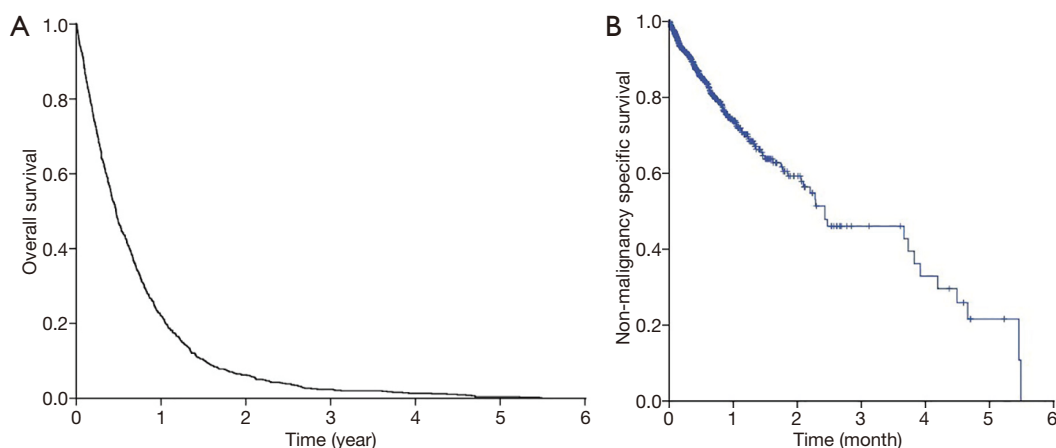 A
Overall survival
1.0
0.8
0.6
0.4
0.2
0.0
0 1 2 3 4 5 6
Time (year)
B
Non-malignancy specific survival
1.0
0.8
0.6
0.4
0.2
0.0
0 1 2 3 4 5 6
Time (month)